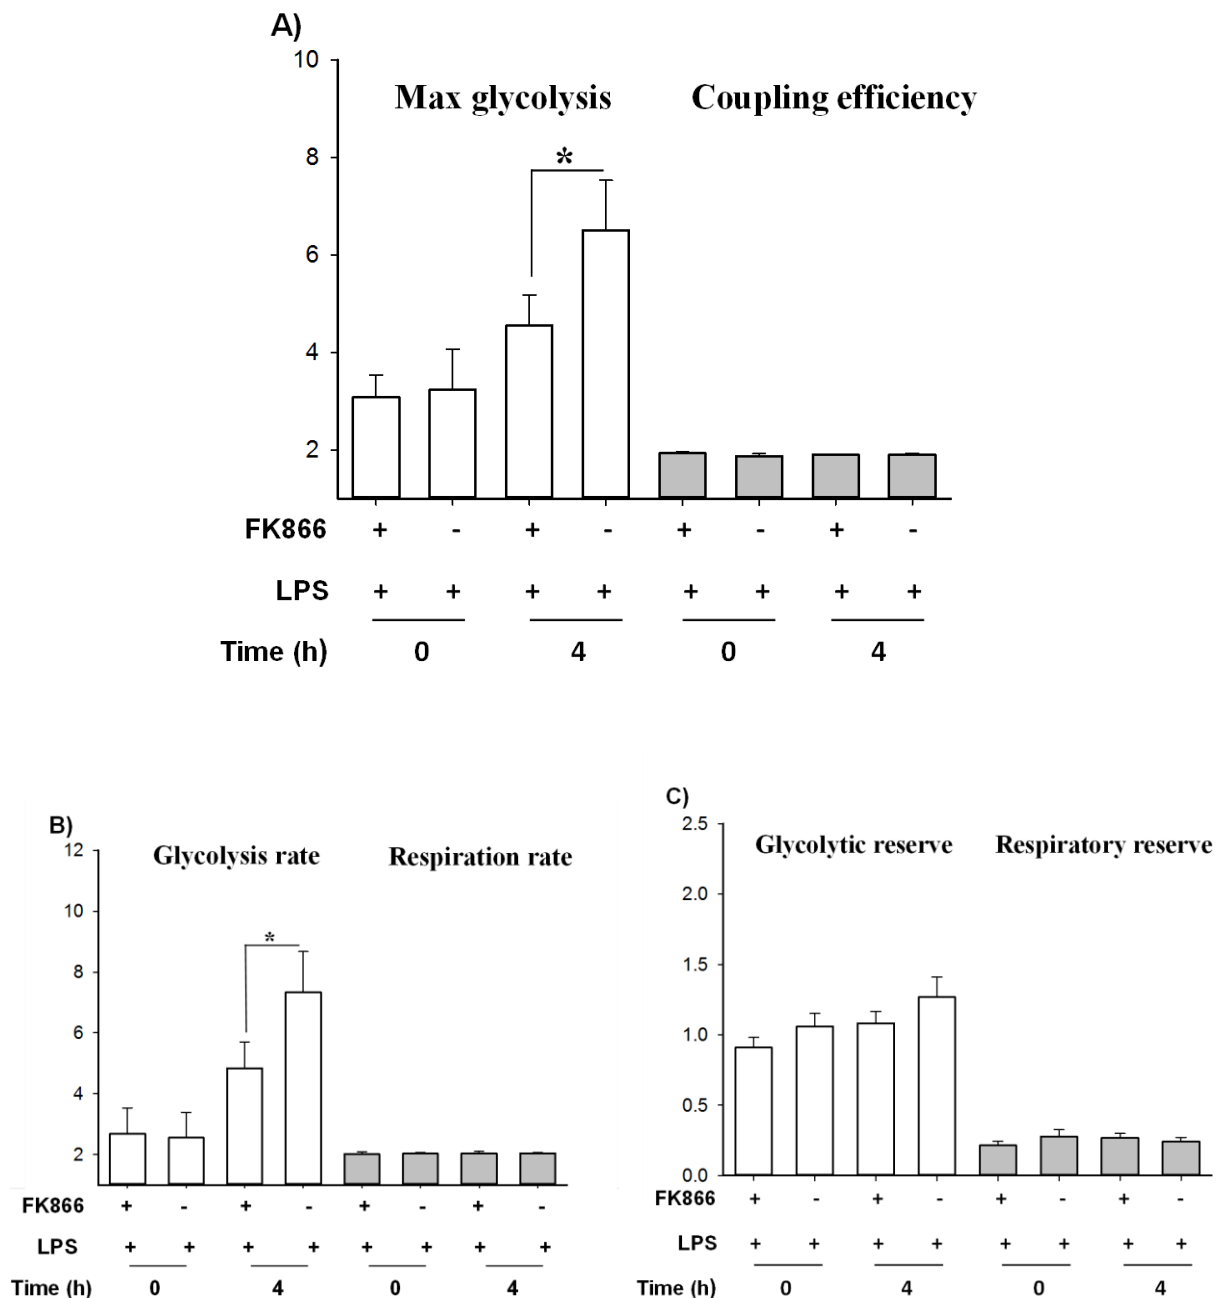 A)
10
Max glycolysis Coupling efficiency
8
*
6
4
2
FK866 + - + - + - + -
LPS + + + + + + + +
Time (h) 0 4 0 4
B)
12
Glycolysis rate Respiration rate
10
*
8
6
4
2
FK866 + - + - + - + -
LPS + + + + + + + +
Time (h) 0 4 0 4
C)
2.5
Glycolytic reserve Respiratory reserve
2.0
1.5
1.0
0.5
0.0
FK866 + - + - + - + -
LPS + + + + + + + +
Time (h) 0 4 0 4